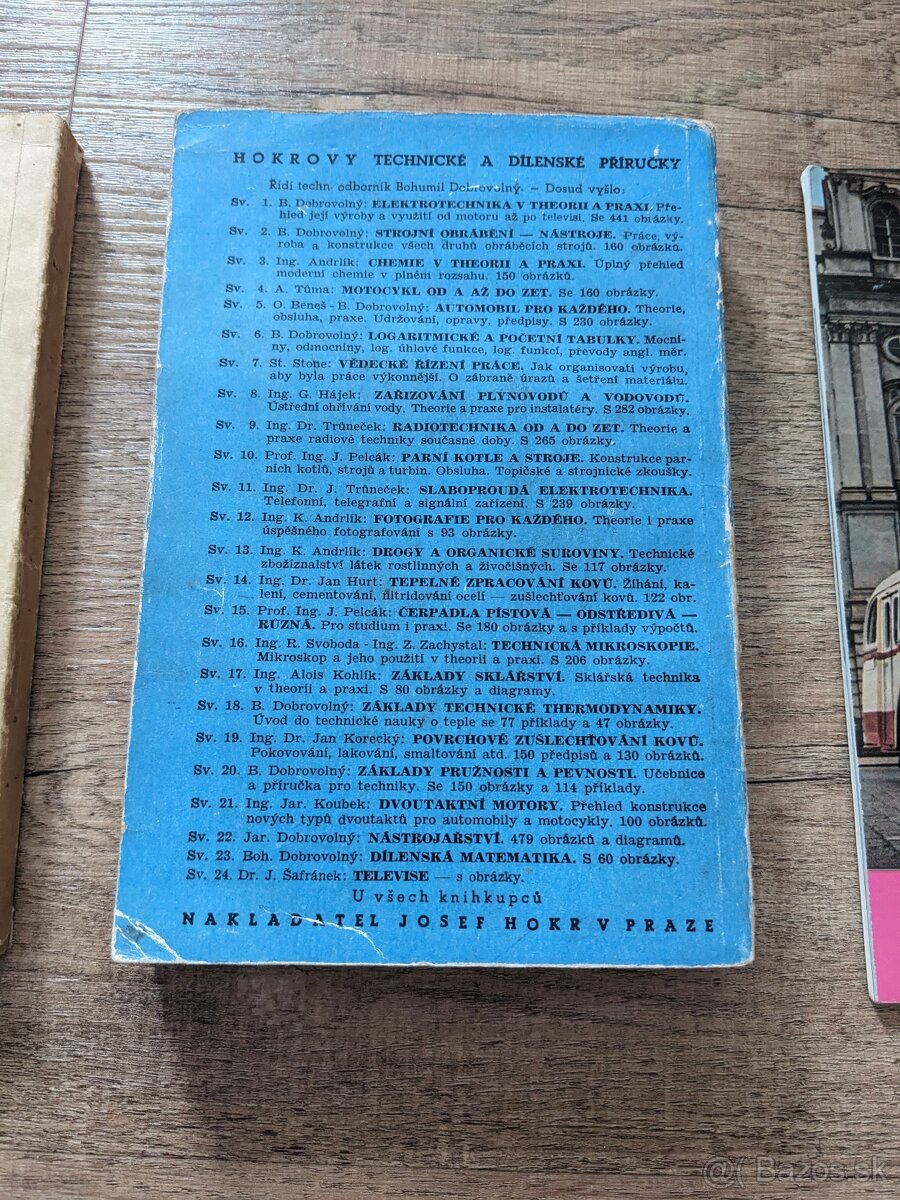 HOKROVY TECHNICKÉ A DÍLENSKÉ PŘÍRUČKY
Řídí techn. odborník Bohumil Dobrovolný. – Dosud vyšlo:
Sv. 1. B. Dobrovolný: ELEKTROTECHNIKA V THEORII A PRAXI. Pře-
hled její výroby a využití od motoru až po televisi. Se 441 obrázky.
Sv. 2. B. Dobrovolný: STROJNÍ OBRÁBĚNÍ — NÁSTROJE. Práce, vý-
roba a konstrukce všech druhů obráběcích strojů. 160 obrázků.
Sv. 3. Ing. Andrlík: CHEMIE V THEORII A PRAXI. Úplný přehled
moderní chemie v plném rozsahu. 150 obrázků.
Sv. 4. A. Tůma: MOTOCYKL OD A AŽ DO ZET. Se 160 obrázky.
Sv. 5. O. Beneš - B. Dobrovolný: AUTOMOBIL PRO KAŽDÉHO. Theorie,
obsluha, praxe. Udržování, opravy, předpisy. S 230 obrázky.
Sv. 6. B. Dobrovolný: LOGARITMICKÉ A POČETNÍ TABULKY. Mocni-
ny, odmocniny, log. úhlové funkce, log. funkcí, převody angl. měr.
Sv. 7. St. Stone: VĚDECKÉ ŘÍZENÍ PRÁCE. Jak organisovati výrobu,
aby byla práce výkonnější. O zábraně úrazů a šetření materiálu.
Sv. 8. Ing. G. Hájek: ZAŘIZOVÁNÍ PLYNOVODŮ A VODOVODŮ.
Ústřední ohřívání vody. Theorie a praxe pro instalatéry. S 282 obrázky.
Sv. 9. Ing. Dr. Trůneček: RADIOTECHNIKA OD A DO ZET. Theorie a
praxe radiové techniky současné doby. S 265 obrázky.
Sv. 10. Prof. Ing. J. Pelcák: PARNÍ KOTLE A STROJE. Konstrukce par-
ních kotlů, strojů a turbin. Obsluha. Topičské a strojnické zkoušky.
Sv. 11. Ing. Dr. J. Trůneček: SLABOPROUDÁ ELEKTROTECHNIKA.
Telefonní, telegrafní a signální zařízení. S 239 obrázky.
Sv. 12. Ing. K. Andrlík: FOTOGRAFIE PRO KAŽDÉHO. Theorie i praxe
úspěšného fotografování s 93 obrázky.
Sv. 13. Ing. K. Andrlík: DROGY A ORGANICKÉ SUROVINY. Technické
zbožíznalství látek rostlinných a živočišných. Se 117 obrázky.
Sv. 14. Ing. Dr. Jan Hurt: TEPELNÉ ZPRACOVÁNÍ KOVŮ. Žíhání, ka-
lení, cementování, nitridování oceli — zušlechťování kovů. 122 obr.
Sv. 15. Prof. Ing. J. Pelcák: ČERPADLA PÍSTOVÁ — ODSTŘEDIVÁ —
RŮZNÁ. Pro studium i praxi. Se 180 obrázky a s příklady výpočtů.
Sv. 16. Ing. R. Svoboda - Ing. Z. Zachystal: TECHNICKÁ MIKROSKOPIE.
Mikroskop a jeho použití v theorii a praxi. S 206 obrázky.
Sv. 17. Ing. Alois Kohlík: ZÁKLADY SKLÁŘSTVÍ. Sklářská technika
v theorii a praxi. S 80 obrázky a diagramy.
Sv. 18. B. Dobrovolný: ZÁKLADY TECHNICKÉ THERMODYNAMIKY.
Úvod do technické nauky o teple se 77 příklady a 47 obrázky.
Sv. 19. Ing. Dr. Jan Korecký: POVRCHOVÉ ZUŠLECHŤOVÁNÍ KOVŮ.
Pokovování, lakování, smaltování atd. 150 předpisů a 130 obrázků.
Sv. 20. B. Dobrovolný: ZÁKLADY PRUŽNOSTI A PEVNOSTI. Učebnice
a příručka pro techniky. Se 150 obrázky a 114 příklady.
Sv. 21. Ing. Jar. Koubek: DVOUTAKTNÍ MOTORY. Přehled konstrukce
nových typů dvoutaktů pro automobily a motocykly. 100 obrázků.
Sv. 22. Jar. Dobrovolný: NÁSTROJAŘSTVÍ. 479 obrázků a diagramů.
Sv. 23. Boh. Dobrovolný: DÍLENSKÁ MATEMATIKA. S 60 obrázky.
Sv. 24. Dr. J. Šafránek: TELEVISE — s obrázky.
U všech knihkupců
NAKLADATEL JOSEF HOKR V PRAZE
@( Bazos.sk